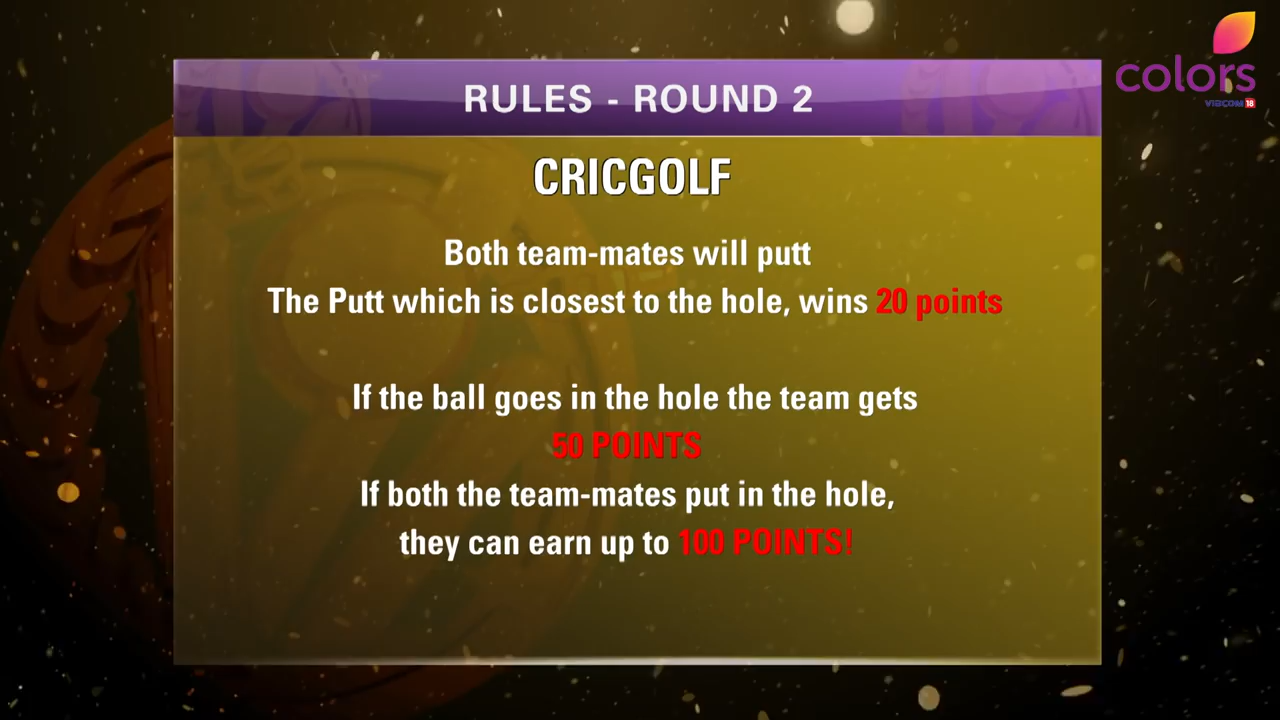 colors
VIACOM 18
RULES - ROUND 2
CRICGOLF
Both team-mates will putt
The Putt which is closest to the hole, wins 20 points
If the ball goes in the hole the team gets
50 POINTS
If both the team-mates put in the hole,
they can earn up to 100 POINTS!